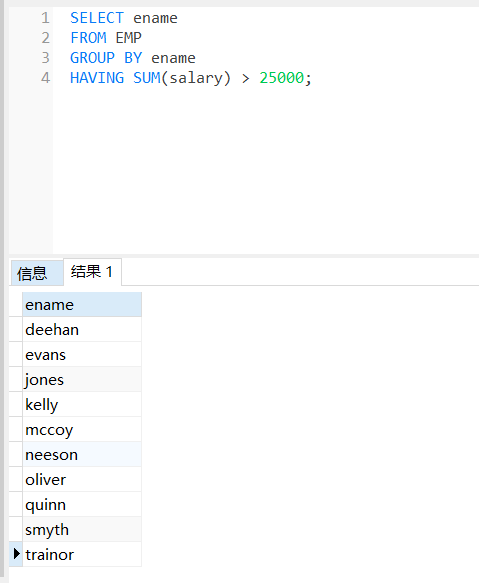 1 SELECT ename
2 FROM EMP
3 GROUP BY ename
4 HAVING SUM(salary) > 25000;
信息 结果 1
ename
deehan
evans
jones
kelly
mccoy
neeson
oliver
quinn
smyth
trainor